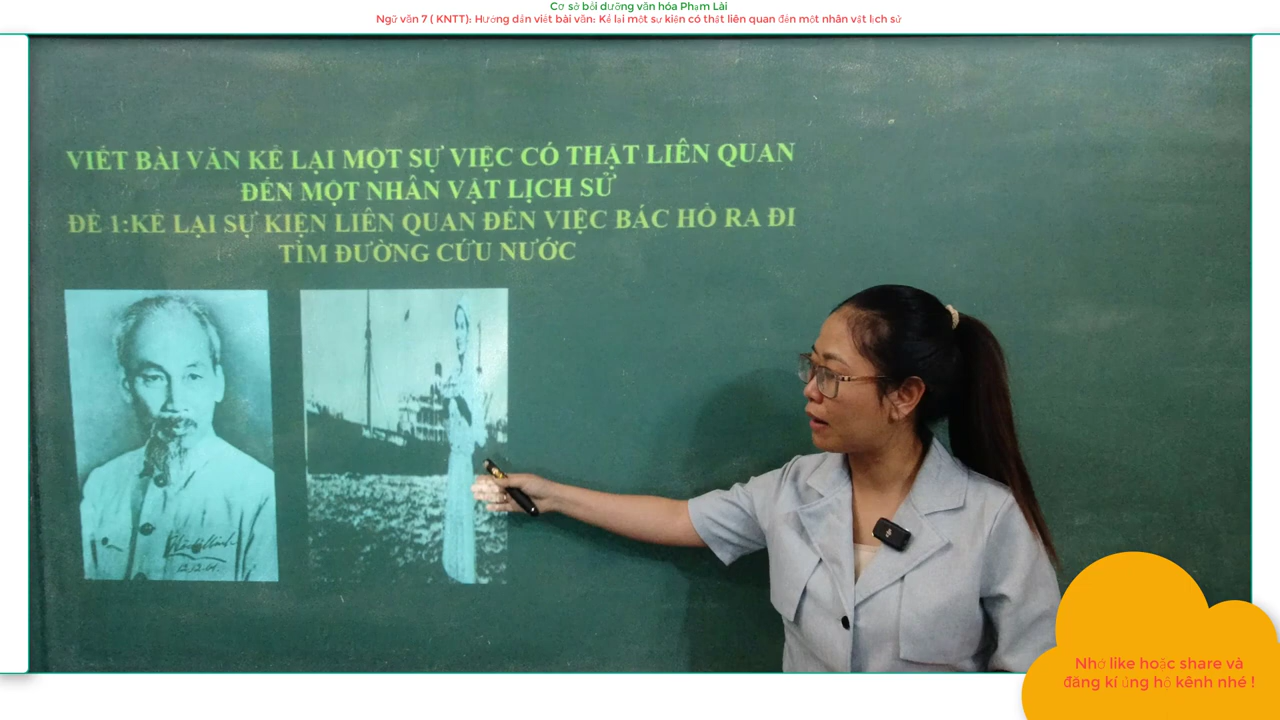 Cơ sở bồi dưỡng văn hóa Phạm Lài
Ngữ văn 7 ( KNTT): Hướng dẫn viết bài văn: Kể lại một sự kiện có thật liên quan đến một nhân vật lịch sử
VIẾT BÀI VĂN KỂ LẠI MỘT SỰ VIỆC CÓ THẬT LIÊN QUAN
ĐẾN MỘT NHÂN VẬT LỊCH SỬ
ĐỀ 1:KỂ LẠI SỰ KIỆN LIÊN QUAN ĐẾN VIỆC BÁC HỒ RA ĐI
TÌM ĐƯỜNG CỨU NƯỚC
Nhớ like hoặc share và
đăng kí ủng hộ kênh nhé !